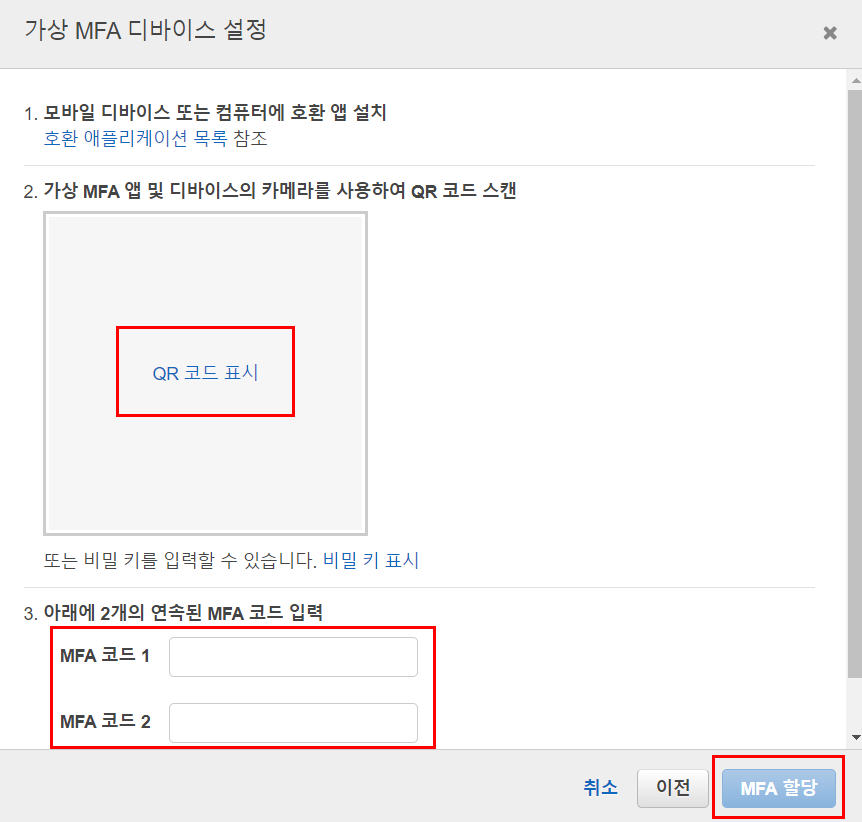 가상 MFA 디바이스 설정
1. 모바일 디바이스 또는 컴퓨터에 호환 앱 설치
호환 애플리케이션 목록 참조
2. 가상 MFA 앱 및 디바이스의 카메라를 사용하여 QR 코드 스캔
QR 코드 표시
또는 비밀 키를 입력할 수 있습니다. 비밀 키 표시
3. 아래에 2개의 연속된 MFA 코드 입력
MFA 코드 1
MFA 코드 2
취소 이전 MFA 할당